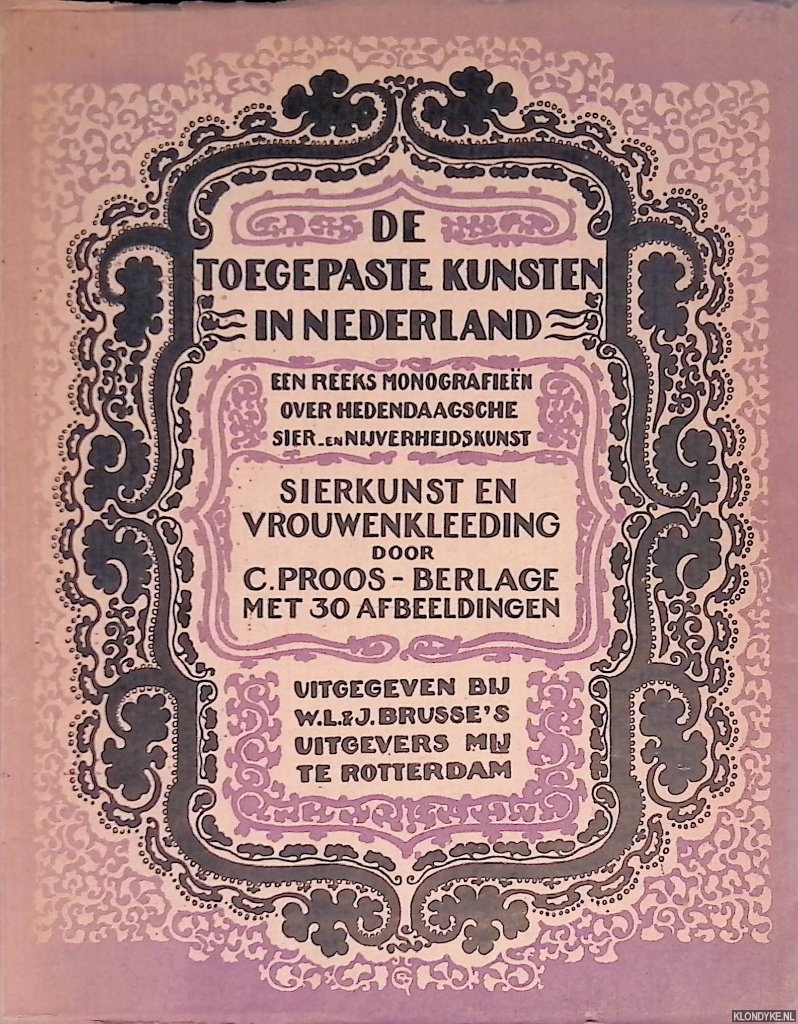 DE
TOEGEPASTE KUNSTEN
IN NEDERLAND
EEN REEKS MONOGRAFIEËN
OVER HEDENDAAGSCHE
SIER- EN NIJVERHEIDSKUNST
SIERKUNST EN
VROUWENKLEEDING
DOOR
C. PROOS - BERLAGE
MET 30 AFBEELDINGEN
UITGEGEVEN BIJ
W. L. & J. BRUSSE'S
UITGEVERS MIJ
TE ROTTERDAM
KLONDYKE.NL